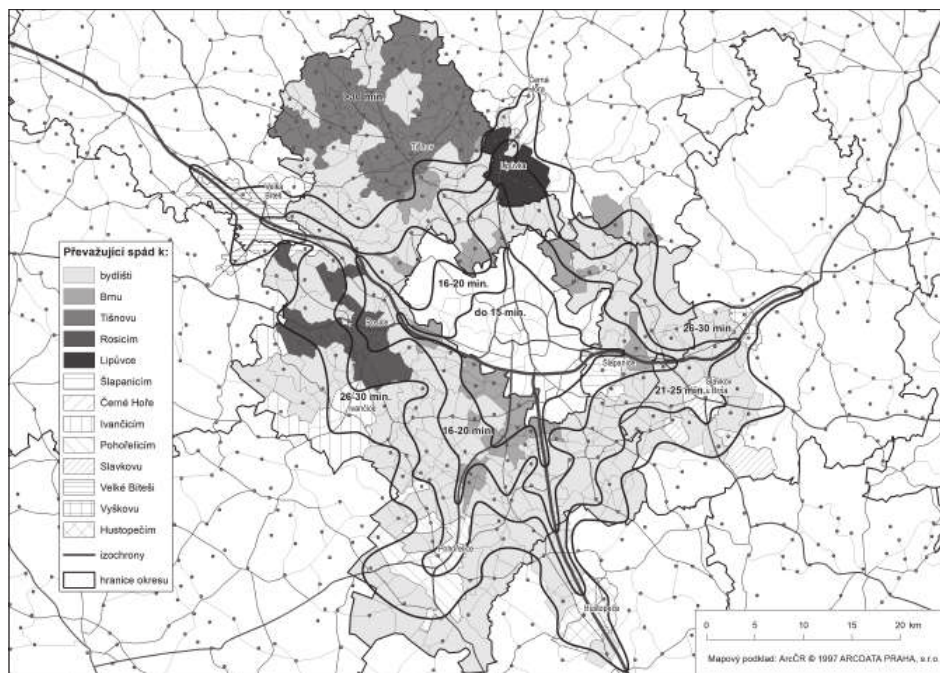 Černá
Hora
Tišnov
Lipůvka
Velká
Bíteš
Převažující spád k:
bydlišti
Brnu
Tišnovu
Rosicím
Lipůvce
Šlapanicím
Černé Hoře
Ivančicím
Pohořelicím
Slavkovu
Velké Bíteši
Vyškovu
Hustopečím
izochrony
hranice okresu
16-20 min.
do 15 min.
26-30 min.
Šlapanice
21-25 min.
Slavkov
u Brna
26-30 min.
Ivančice
16-20 min.
Pohořelice
Hustopeče
0 5 10 20 km
Mapový podklad: ArcČR © 1997 ARCDATA PRAHA, s.r.o.